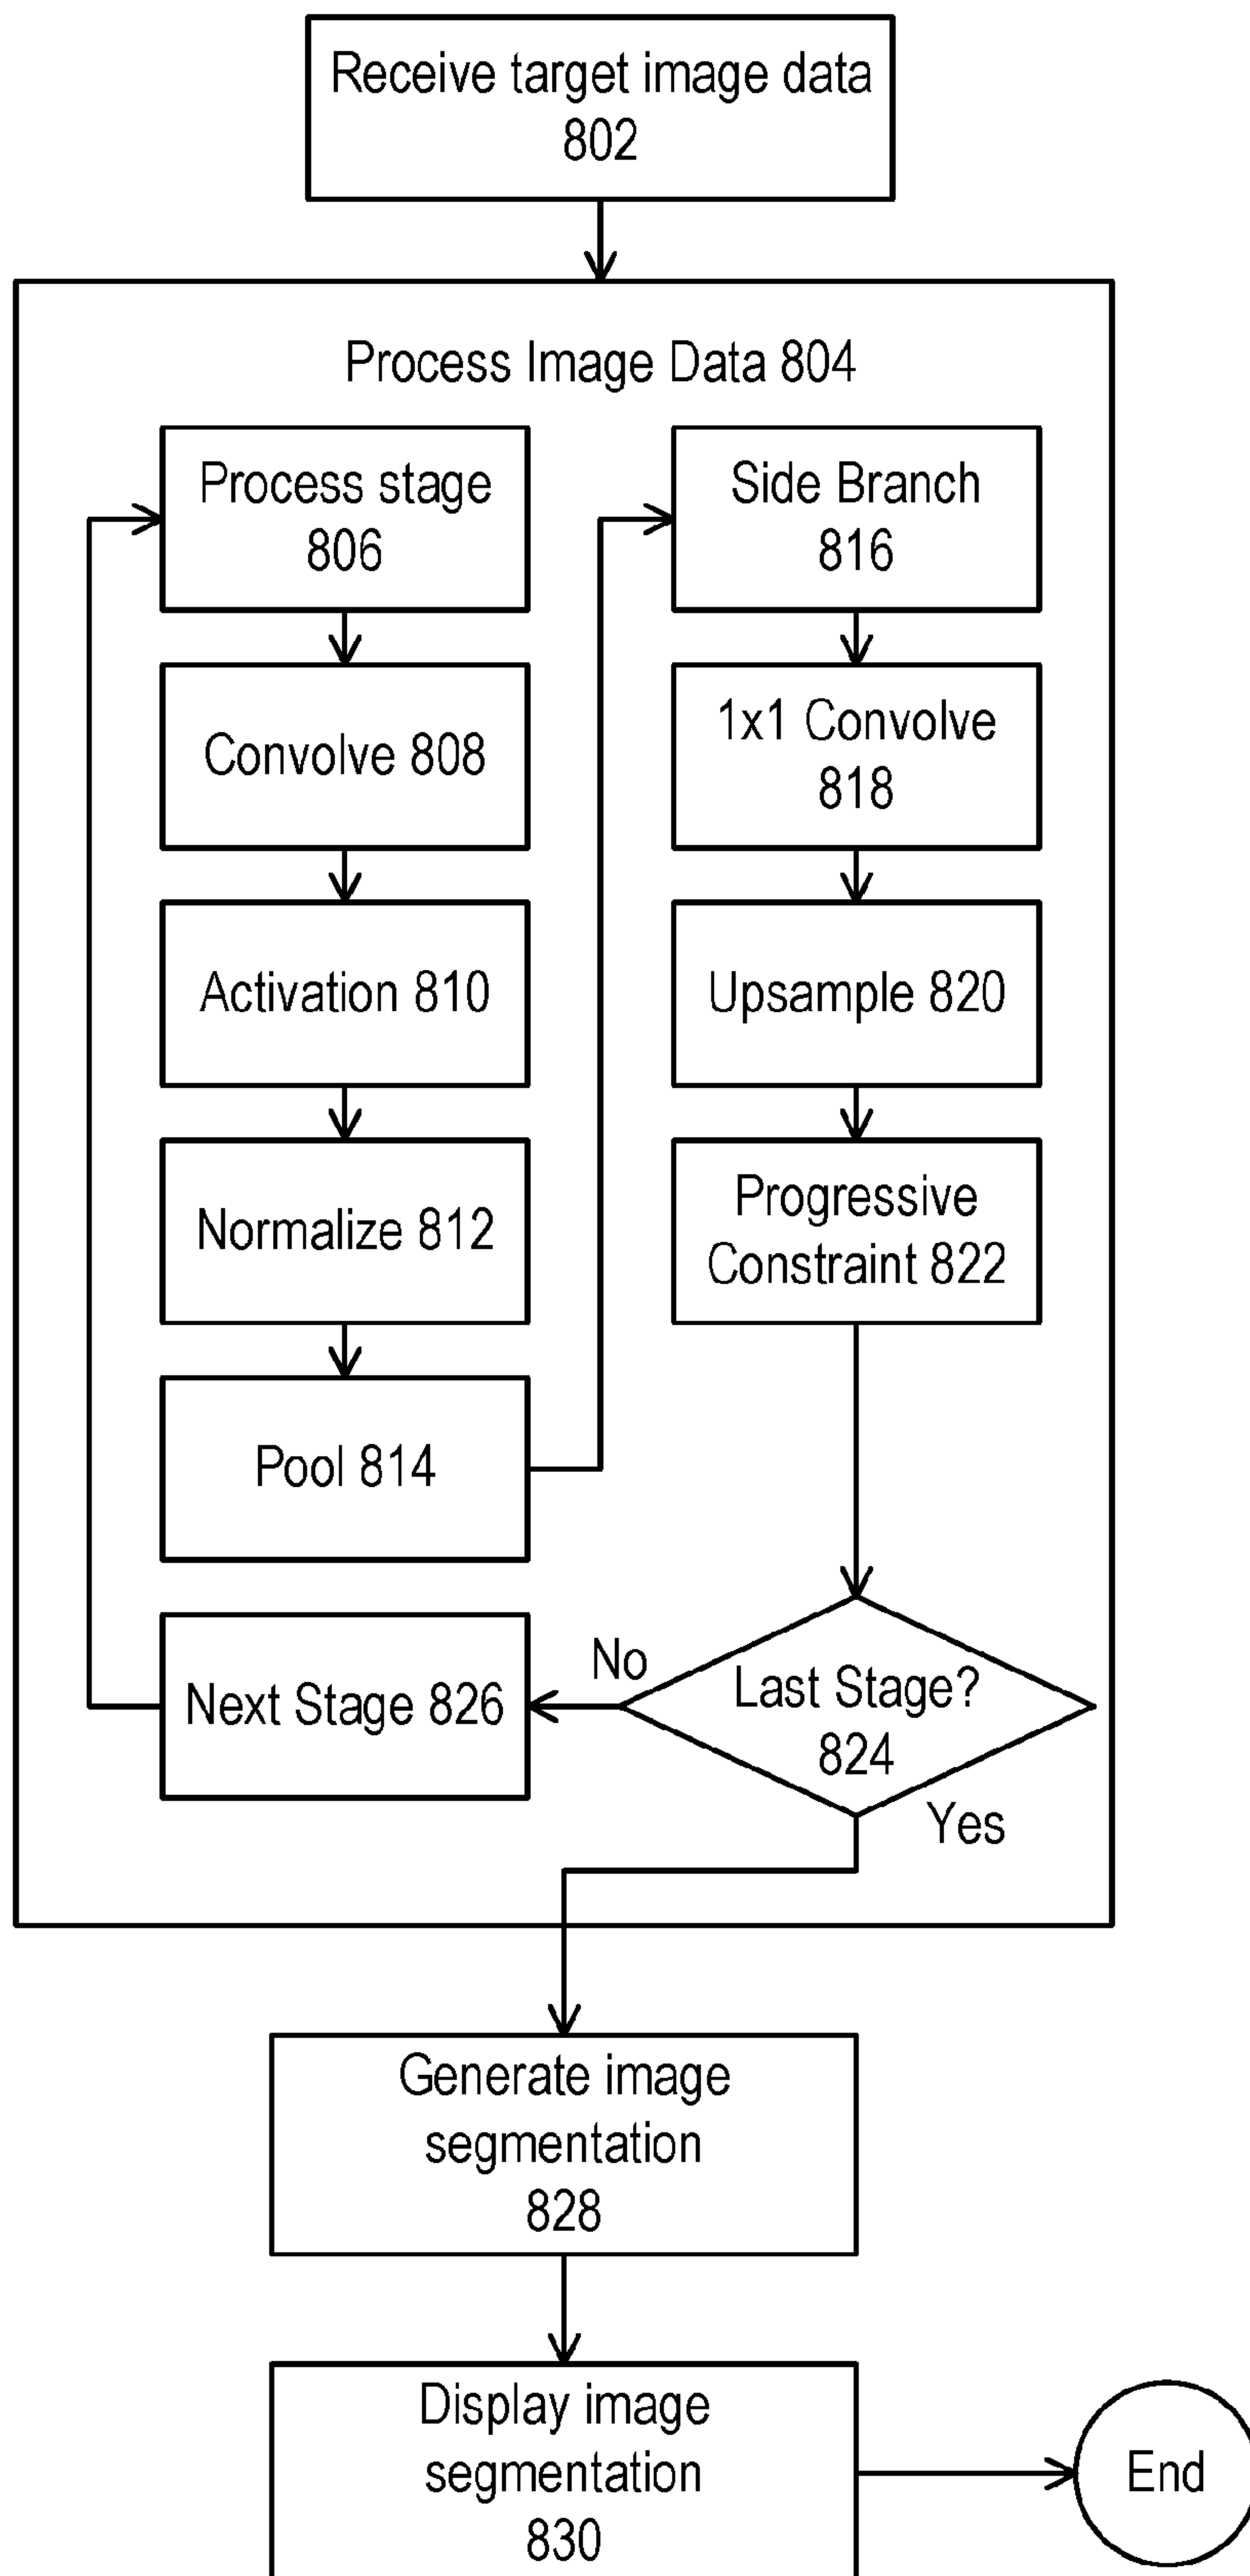 Receive target image data
802
Process Image Data 804
Process stage
806
Convolve 808
Activation 810
Normalize 812
Pool 814
Side Branch
816
1x1 Convolve
818
Upsample 820
Progressive
Constraint 822
Last Stage?
824
No
Yes
Next Stage 826
Generate image
segmentation
828
Display image
segmentation
830
End